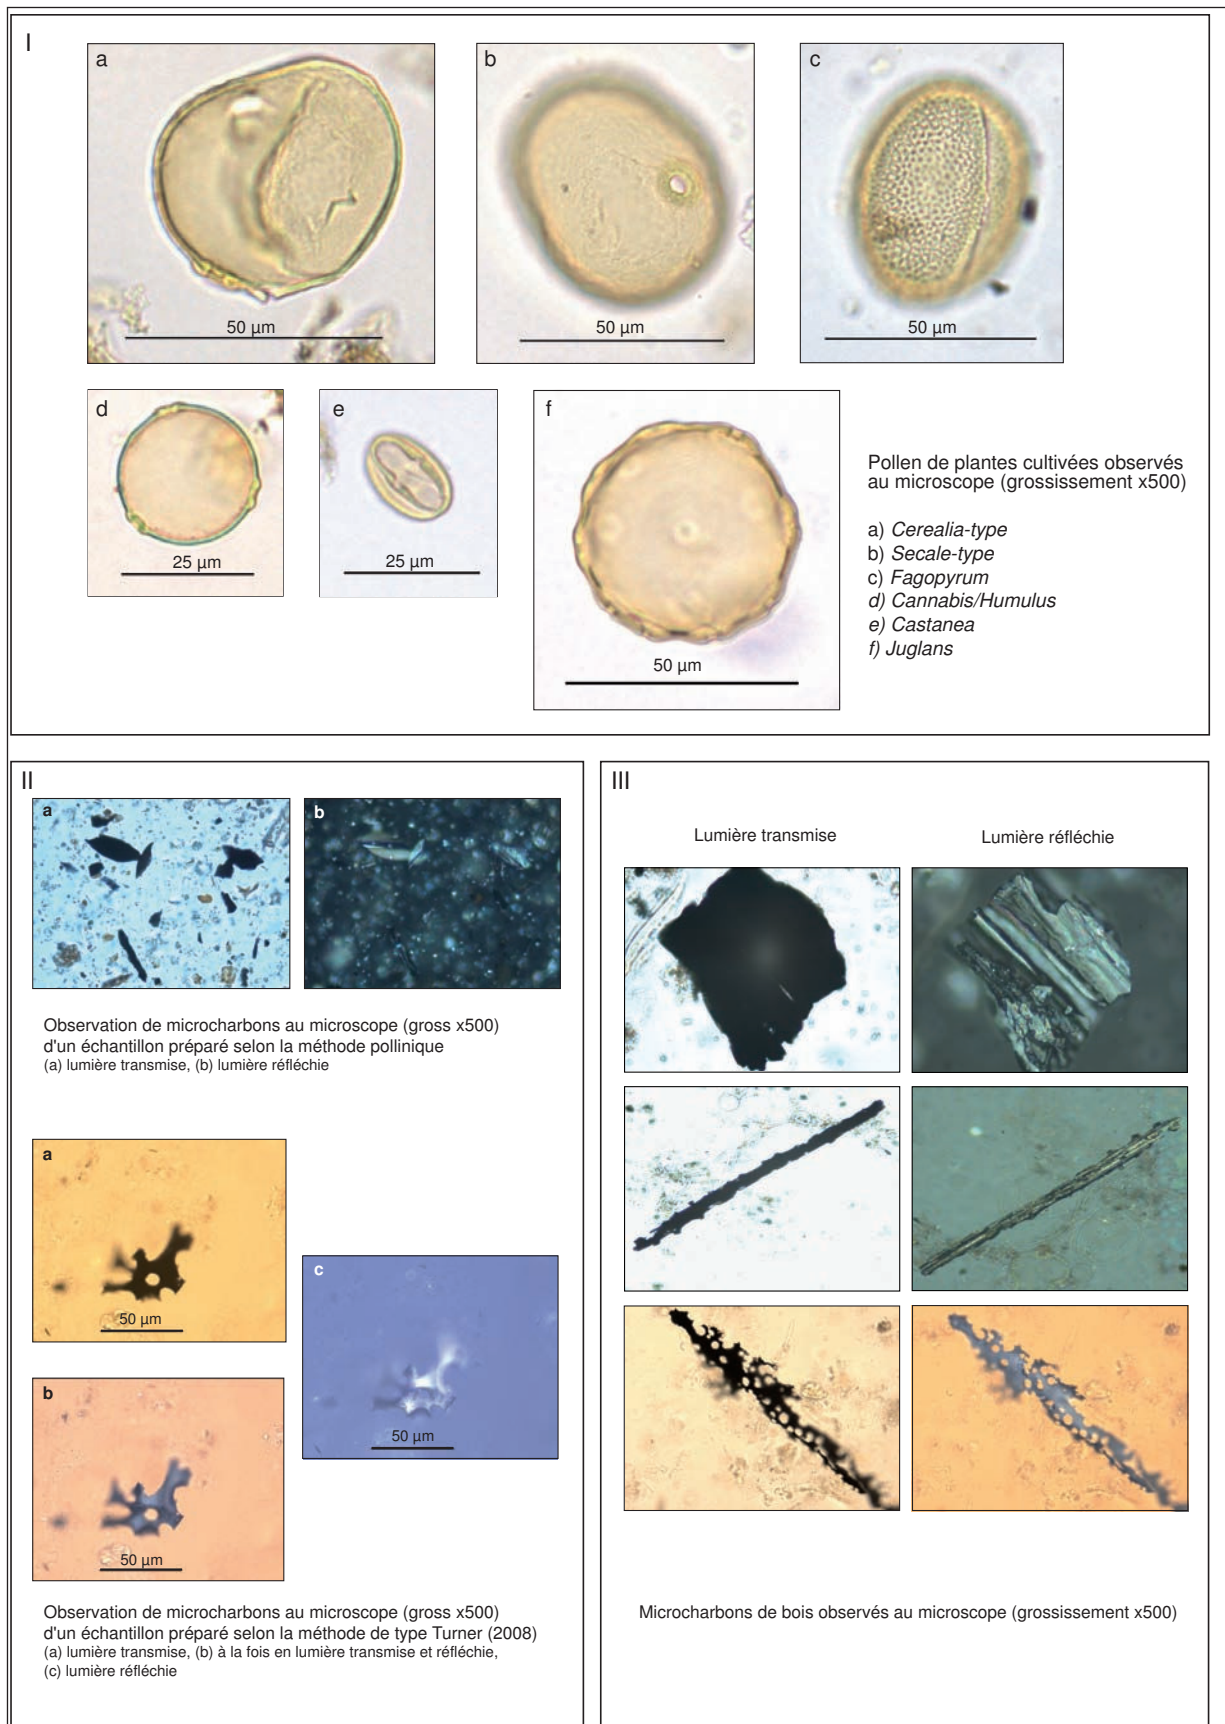 I
a
b
c
50 µm
50 µm
50 µm
d
e
f
25 µm
25 µm
50 µm
Pollen de plantes cultivées observés
au microscope (grossissement x500)
a) Cerealia-type
b) Secale-type
c) Fagopyrum
d) Cannabis/Humulus
e) Castanea
f) Juglans
II
a
b
Observation de microcharbons au microscope (gross x500)
d'un échantillon préparé selon la méthode pollinique
(a) lumière transmise, (b) lumière réfléchie
a
50 µm
c
50 µm
b
50 µm
Observation de microcharbons au microscope (gross x500)
d'un échantillon préparé selon la méthode de type Turner (2008)
(a) lumière transmise, (b) à la fois en lumière transmise et réfléchie,
(c) lumière réfléchie
III
Lumière transmise
Lumière réfléchie
Microcharbons de bois observés au microscope (grossissement x500)